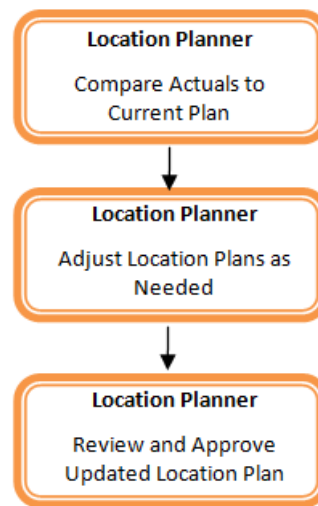 Location Planner
Compare Actuals to
Current Plan
Location Planner
Adjust Location Plans as
Needed
Location Planner
Review and Approve
Updated Location Plan